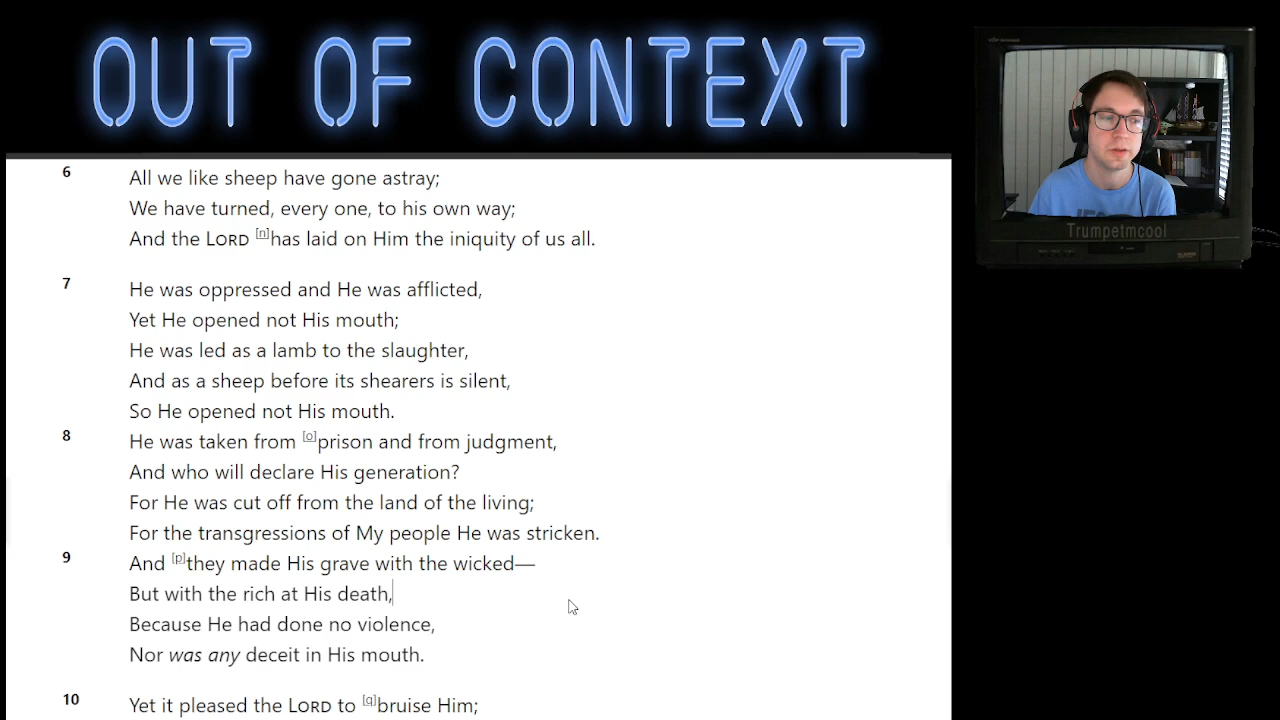 OUT OF CONTEXT
6 All we like sheep have gone astray;
We have turned, every one, to his own way;
And the LORD [n]has laid on Him the iniquity of us all.
7 He was oppressed and He was afflicted,
Yet He opened not His mouth;
He was led as a lamb to the slaughter,
And as a sheep before its shearers is silent,
So He opened not His mouth.
8 He was taken from [o]prison and from judgment,
And who will declare His generation?
For He was cut off from the land of the living;
For the transgressions of My people He was stricken.
9 And [p]they made His grave with the wicked—
But with the rich at His death,
Because He had done no violence,
Nor was any deceit in His mouth.
10 Yet it pleased the LORD to [q]bruise Him;
Trumpetmcool